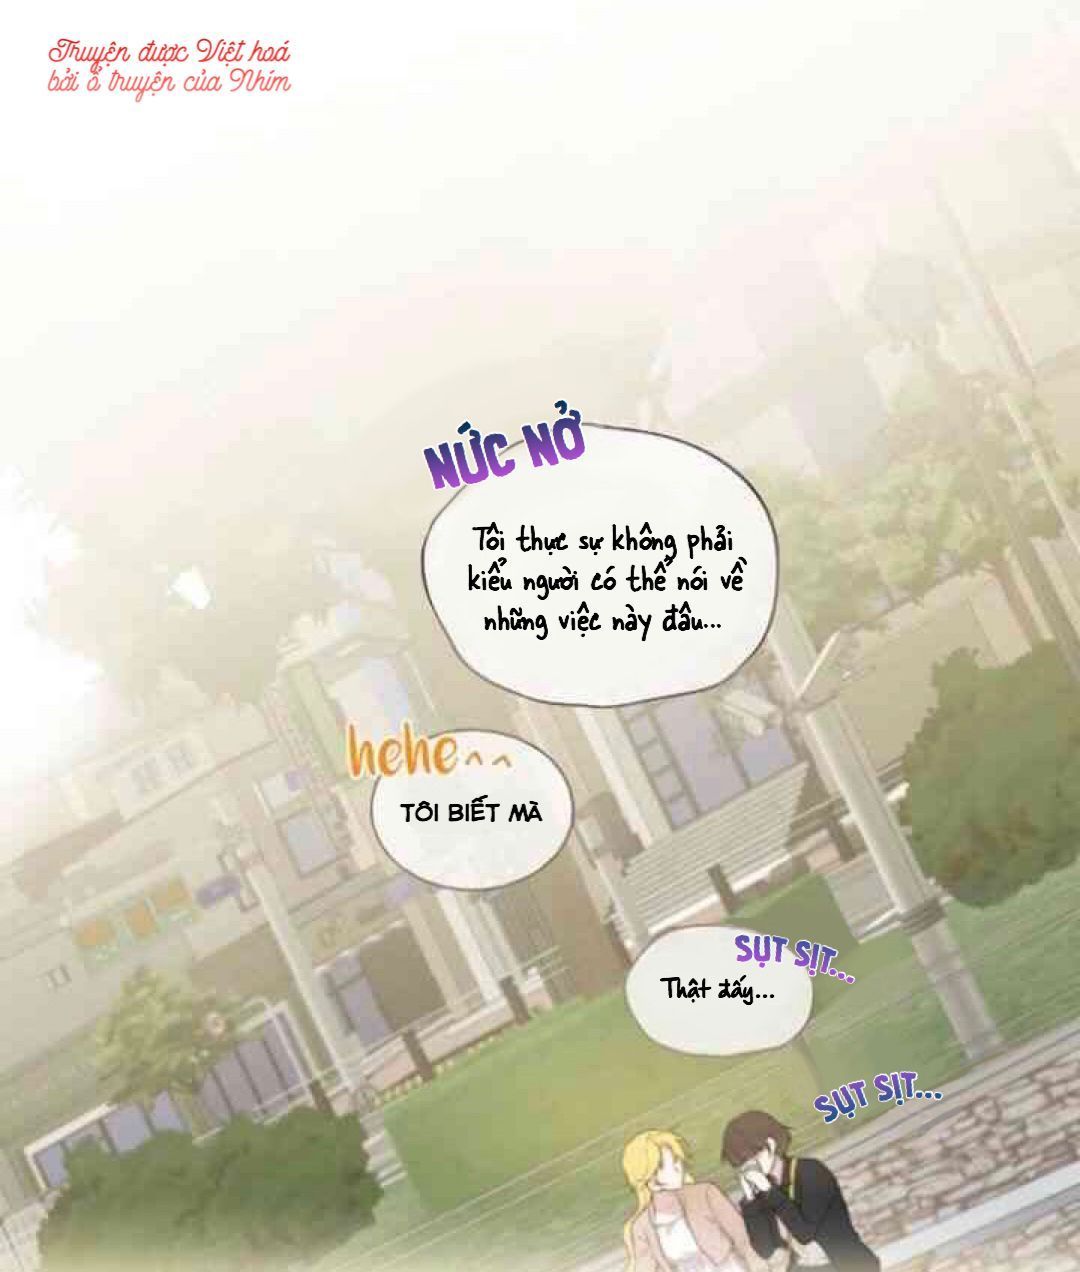 Truyện được Việt hoá
bởi ổ truyện của Nhím
NỨC NỞ
Tôi thực sự không phải
kiểu người có thể nói về
những việc này đâu...
hehe^^
TÔI BIẾT MÀ
SỤT SỊT...
Thật đấy...
SỤT SỊT...